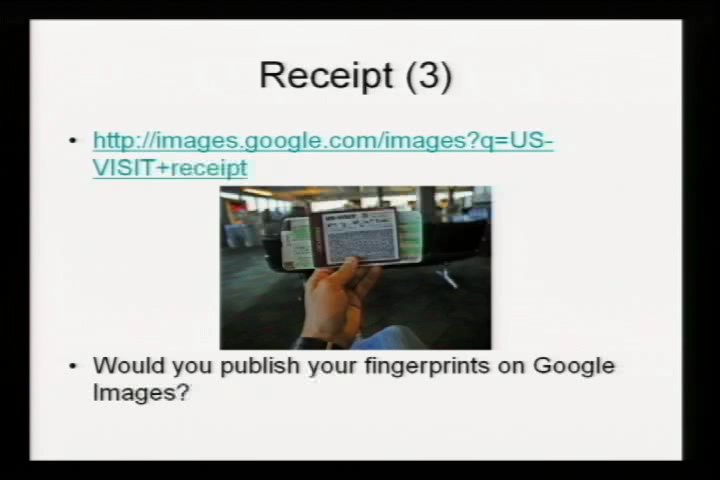 Receipt (3)
• http://images.google.com/images?q=US-
VISIT+receipt
• Would you publish your fingerprints on Google
Images?